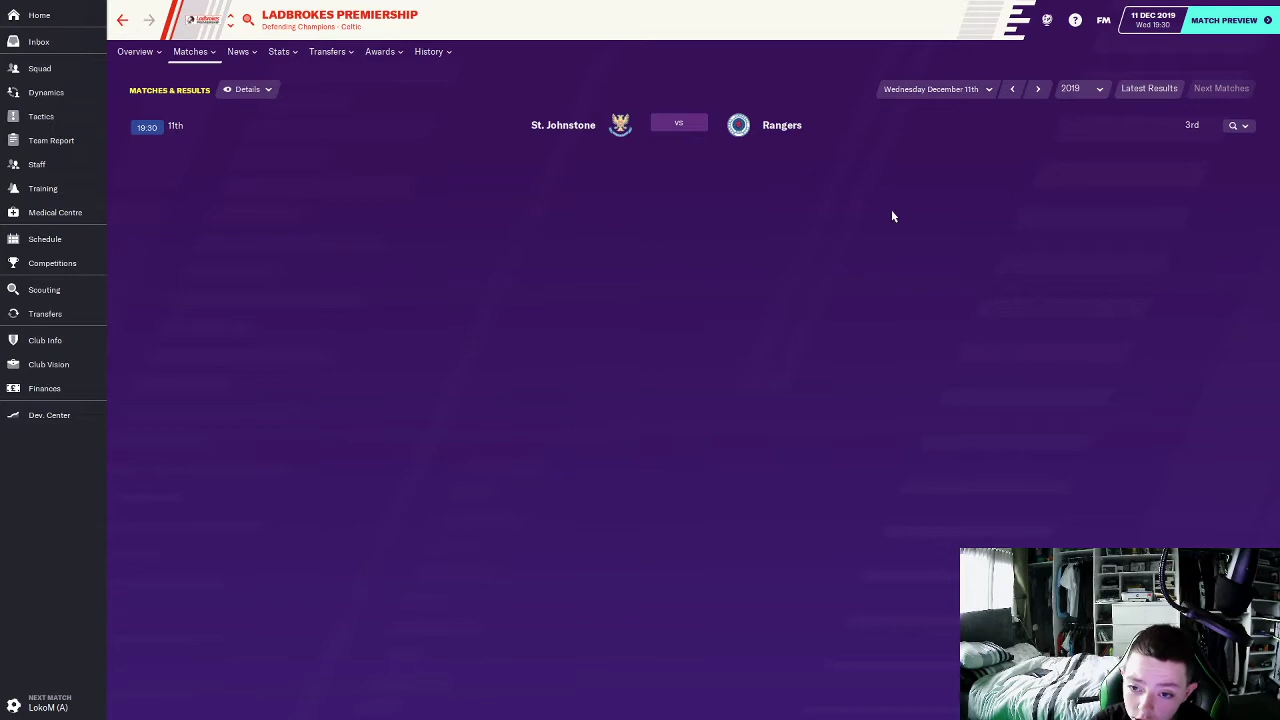 LADBROKES PREMIERSHIP
Defending Champions - Celtic
FM
11 DEC 2019
Wed 19:30
MATCH PREVIEW
Home
Inbox
Squad
Dynamics
Tactics
Team Report
Staff
Training
Medical Centre
Schedule
Competitions
Scouting
Transfers
Club Info
Club Vision
Finances
Dev. Center
NEXT MATCH
LokoM (A)
Overview
Matches
News
Stats
Transfers
Awards
History
MATCHES & RESULTS
Details
Wednesday December 11th
2019
Latest Results
Next Matches
19:30
11th
St. Johnstone
vs
Rangers
3rd